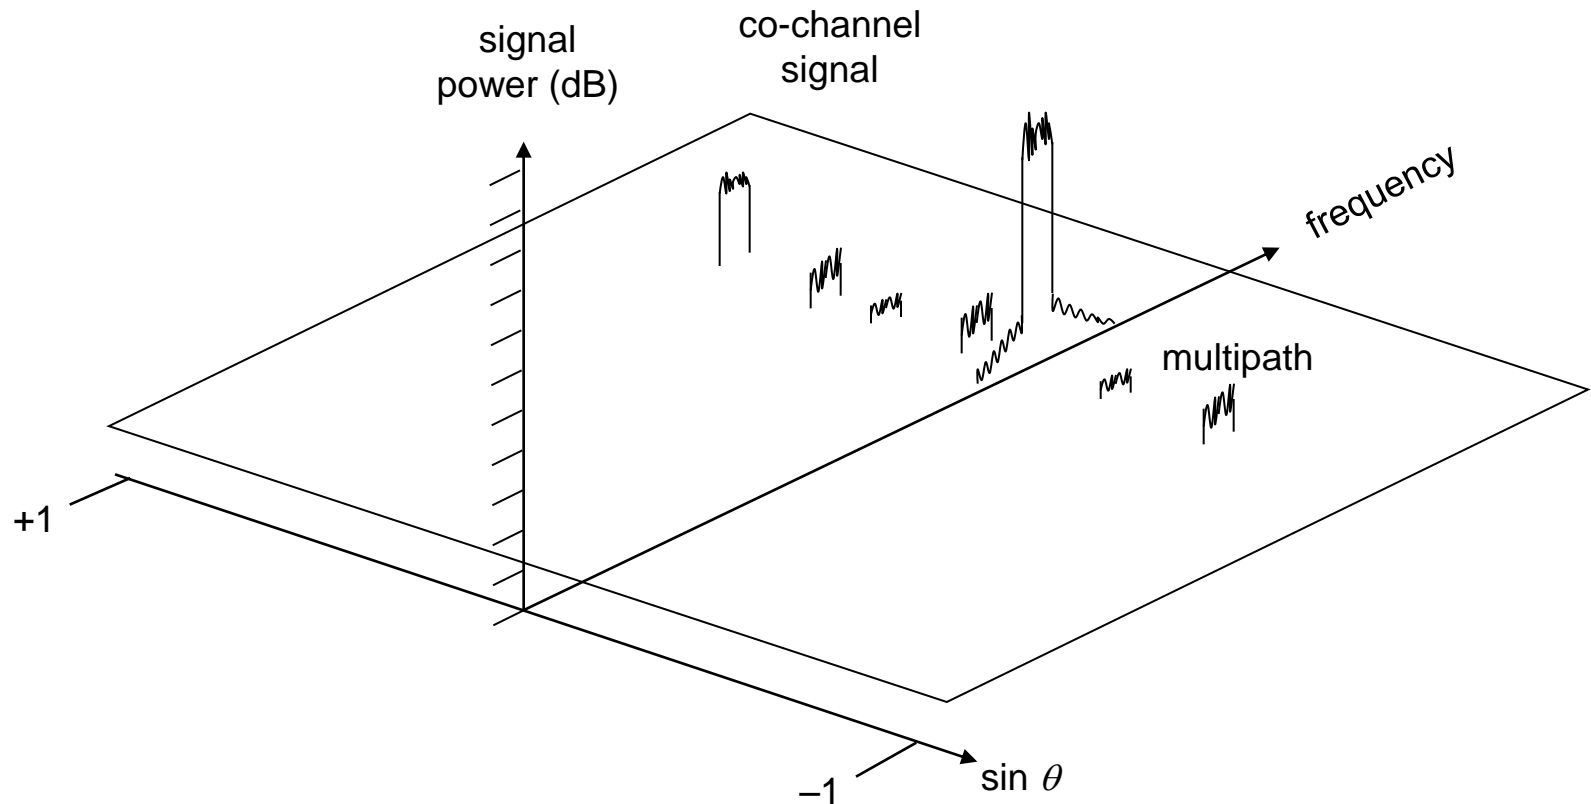 signal
power (dB)
co-channel
signal
frequency
multipath
+1
–1
sin θ